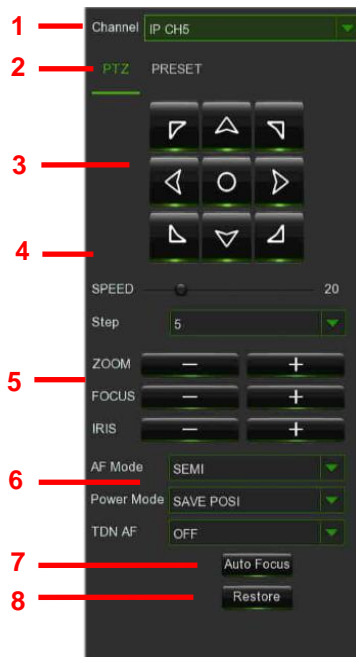 1 Channel IP CH5
2 PTZ PRESET
3
4
SPEED 20
Step 5
5 ZOOM − +
FOCUS − +
IRIS − +
AF Mode SEMI
6
Power Mode SAVE POSI
TDN AF OFF
7 Auto Focus
8 Restore